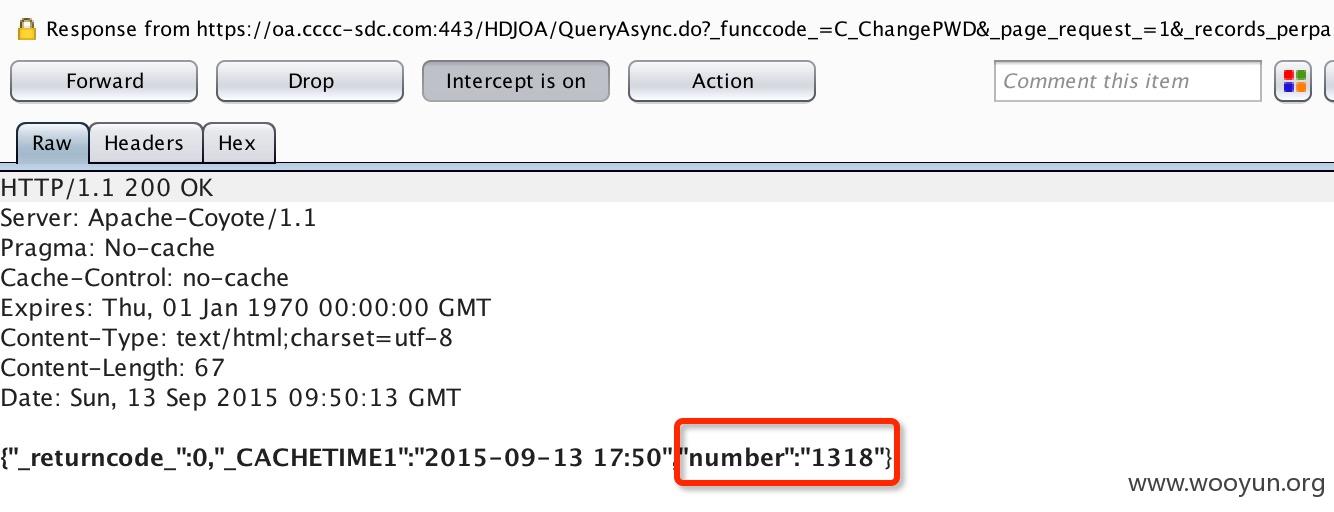 Response from https://oa.cccc-sdc.com:443/HDJOA/QueryAsync.do?_funccode_=C_ChangePWD&_page_request_=1&_records_perpa
Forward Drop Intercept is on Action Comment this item
Raw Headers Hex
HTTP/1.1 200 OK
Server: Apache-Coyote/1.1
Pragma: No-cache
Cache-Control: no-cache
Expires: Thu, 01 Jan 1970 00:00:00 GMT
Content-Type: text/html;charset=utf-8
Content-Length: 67
Date: Sun, 13 Sep 2015 09:50:13 GMT
{"_returncode_":0,"_CACHETIME1":"2015-09-13 17:50","number":"1318"}
www.wooyun.org